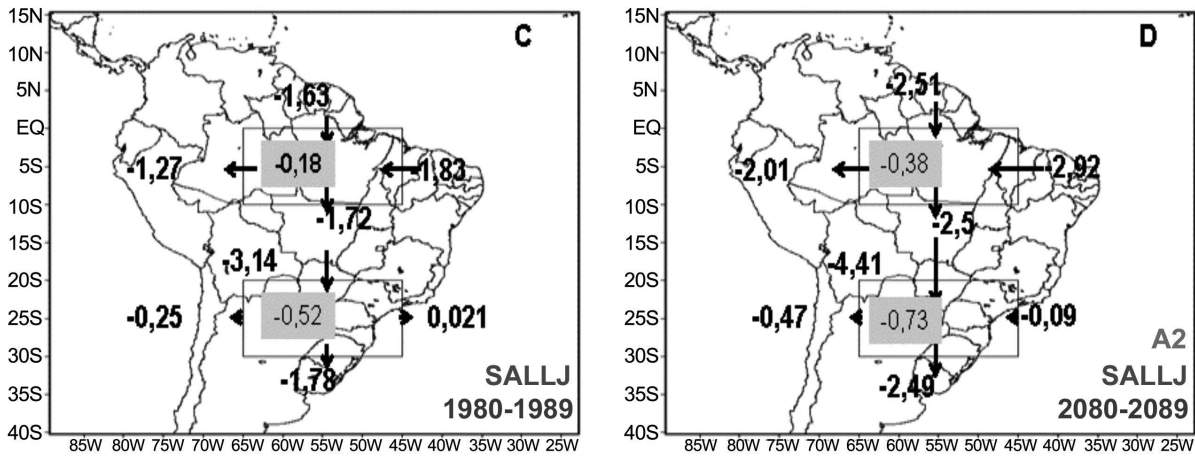 C
15N
10N
5N
EQ
5S
10S
15S
20S
25S
30S
35S
40S
-1,63
-0,18
-1,27
-1,83
-1,72
-3,14
-0,52
-0,25
0,021
-1,78
SALLJ
1980-1989
85W 80W 70W 65W 60W 55W 50W 45W 40W 35W 30W 25W
D
15N
10N
5N
EQ
5S
10S
15S
20S
25S
30S
35S
40S
-2,51
-0,38
-2,01
-2,92
-2,5
-4,41
-0,73
-0,47
-0,09
-2,49
A2
SALLJ
2080-2089
85W 80W 70W 65W 60W 55W 50W 45W 40W 35W 30W 25W